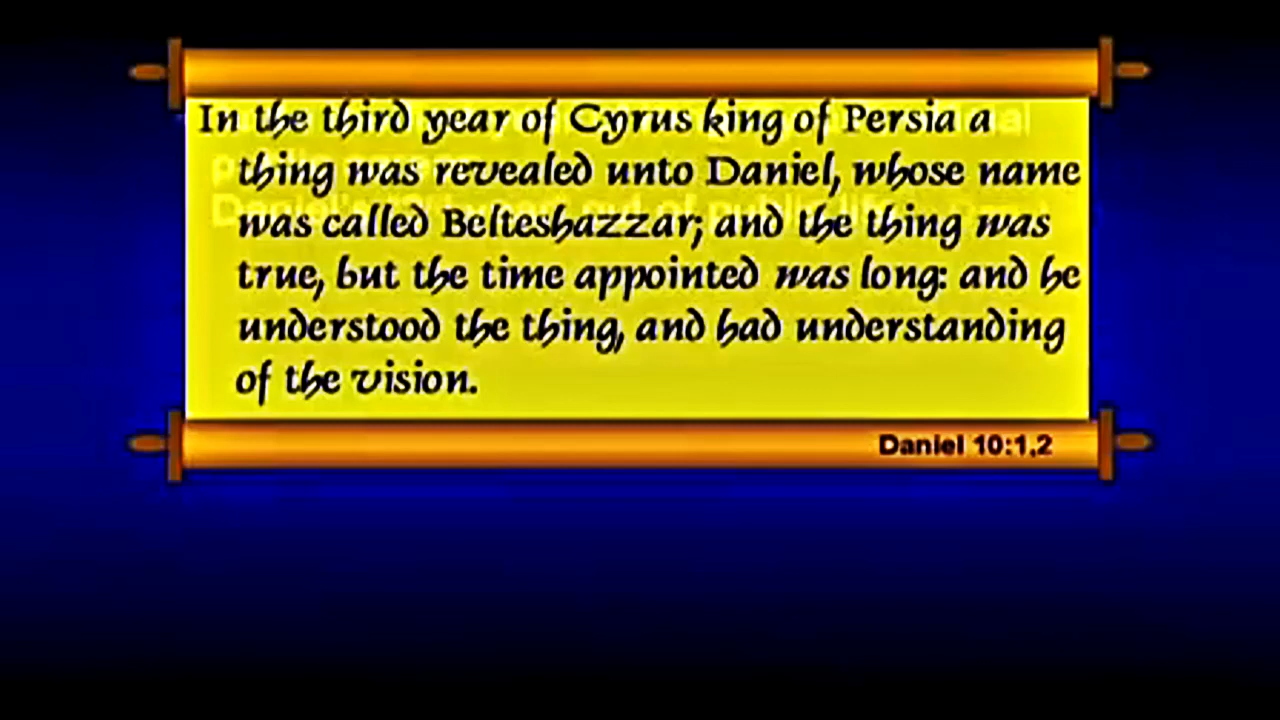 In the third year of Cyrus king of Persia a
thing was revealed unto Daniel, whose name
was called Belteshazzar; and the thing was
true, but the time appointed was long: and he
understood the thing, and had understanding
of the vision.
Daniel 10:1,2